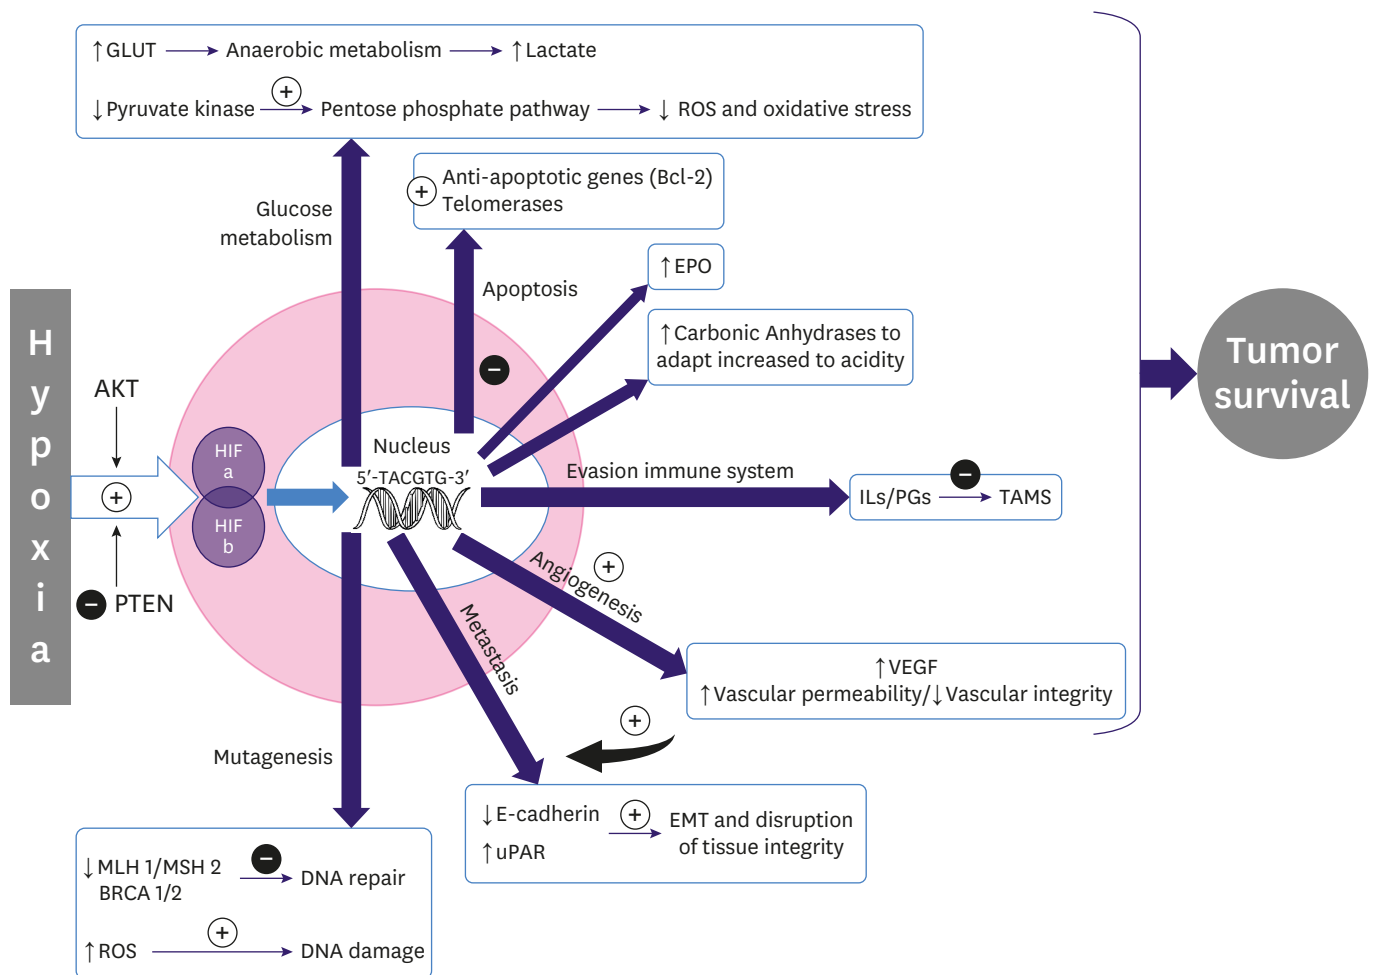 ↑GLUT → Anaerobic metabolism → ↑Lactate
↓Pyruvate kinase + → Pentose phosphate pathway → ↓ ROS and oxidative stress
Glucose
metabolism
+ Anti-apoptotic genes (Bcl-2)
Telomerases
Apoptosis
−
↑EPO
↑Carbonic Anhydrases to
adapt increased to acidity
Hypoxia
AKT
+
− PTEN
HIF
a
HIF
b
Nucleus
5′-TACGTG-3′
Evasion immune system
ILs/PGs − → TAMS
Angiogenesis
+
↑VEGF
↑Vascular permeability/↓Vascular integrity
Metastasis
+
↓E-cadherin
↑uPAR
+ →
EMT and disruption
of tissue integrity
Mutagenesis
↓MLH 1/MSH 2
BRCA 1/2
− → DNA repair
↑ROS + → DNA damage
Tumor
survival